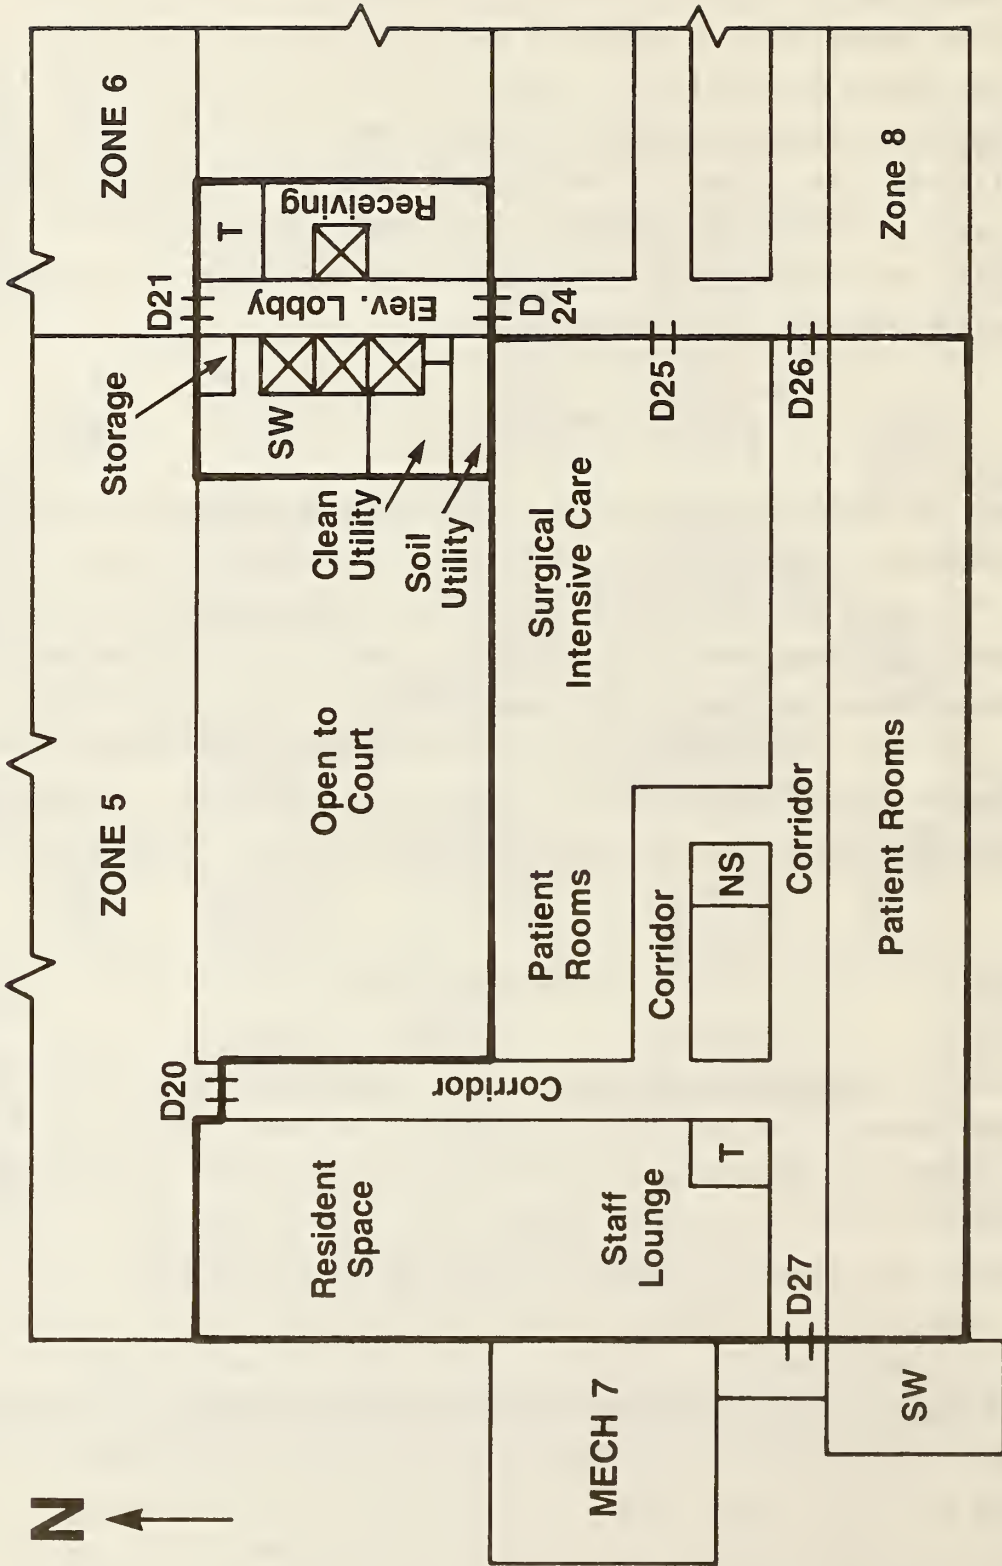 N
ZONE 5
ZONE 6
Storage
D20
D21
T
Receiving
Elev. Lobby
SW
Clean
Utility
Soil
Utility
D
24
Open to
Court
Resident
Space
Corridor
Staff
Lounge
T
Patient
Rooms
Surgical
Intensive Care
Corridor
NS
D25
D26
D27
Corridor
Patient Rooms
Zone 8
MECH 7
SW